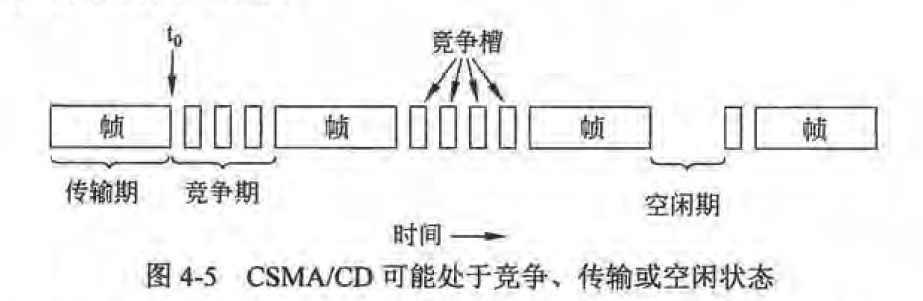 t₀
竞争槽
帧 帧 帧 帧
传输期 竞争期
空闲期
时间
图 4-5 CSMA/CD 可能处于竞争、传输或空闲状态